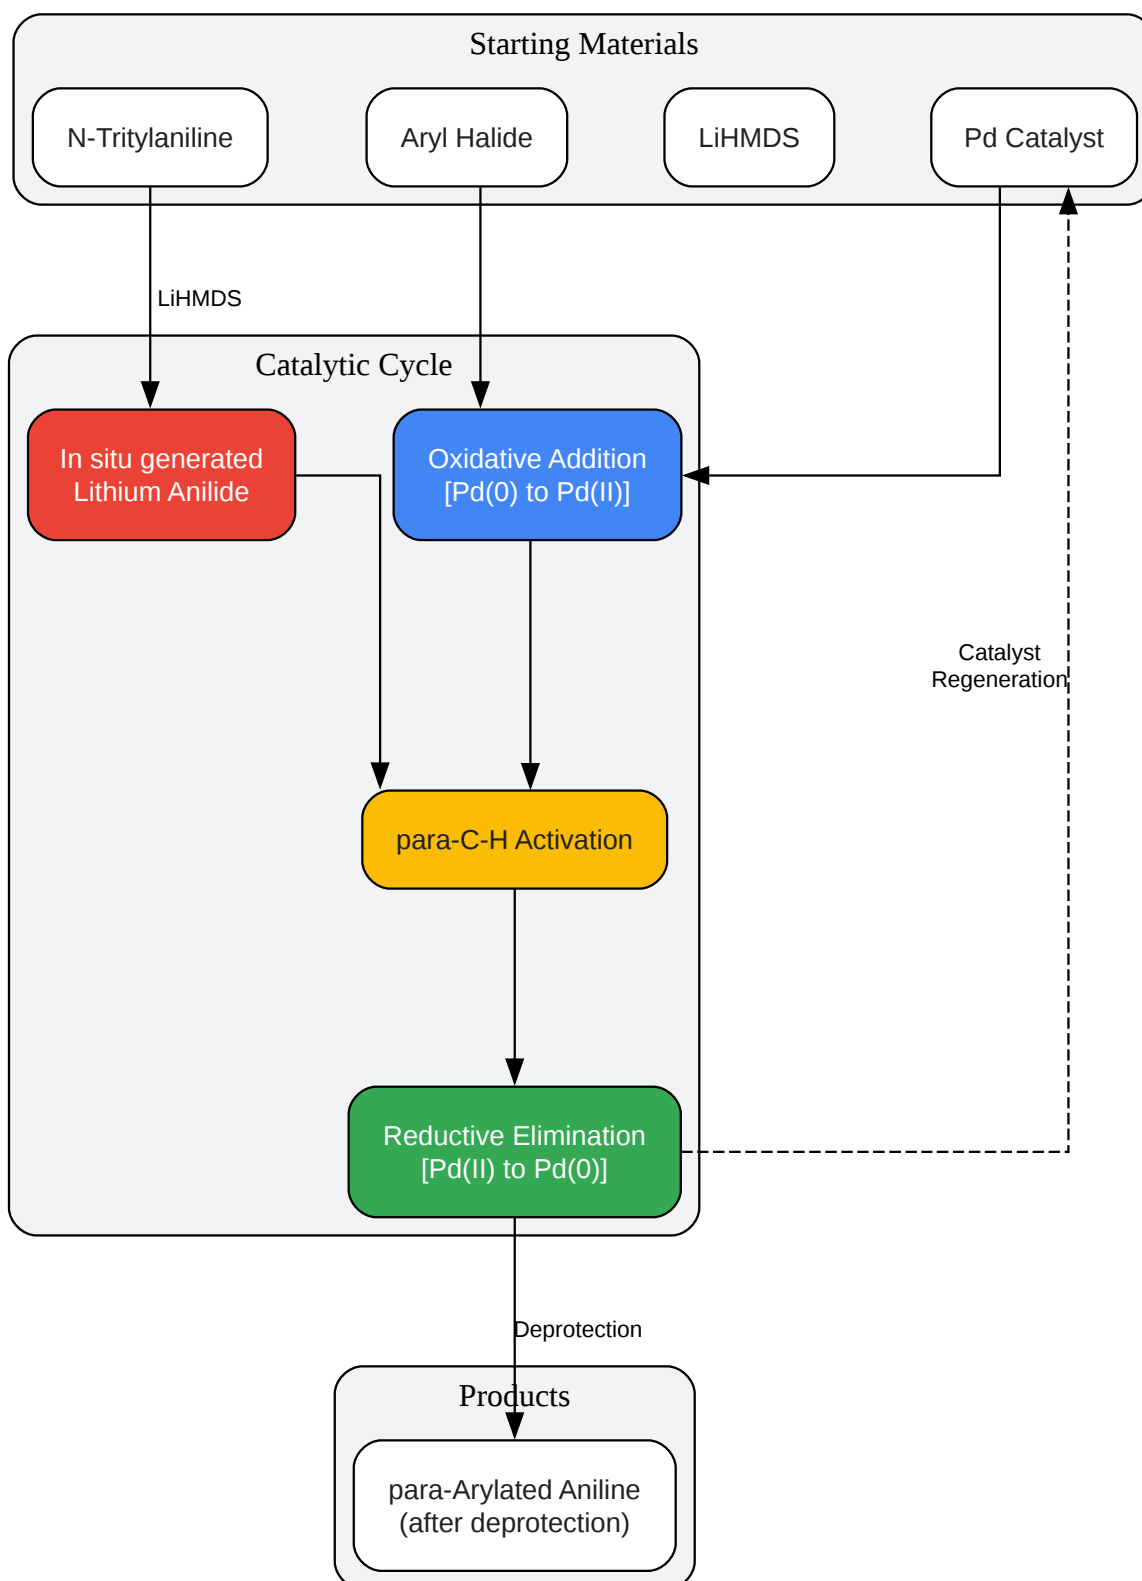 Starting Materials
N-Tritylaniline
Aryl Halide
LiHMDS
Pd Catalyst
LiHMDS
Catalytic Cycle
In situ generated
Lithium Anilide
Oxidative Addition
[Pd(0) to Pd(II)]
Catalyst
Regeneration
para-C-H Activation
Reductive Elimination
[Pd(II) to Pd(0)]
Deprotection
Products
para-Arylated Aniline
(after deprotection)